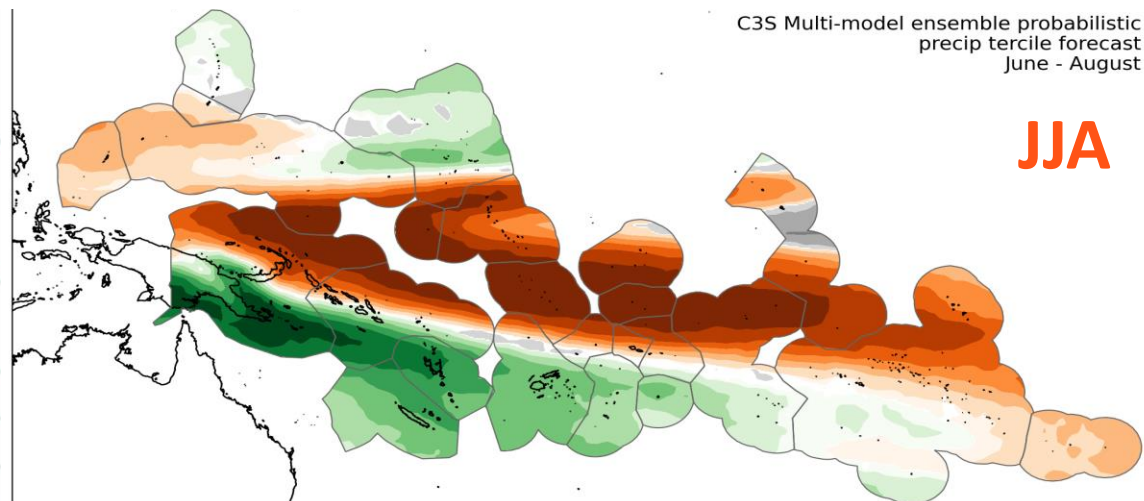 C3S Multi-model ensemble probabilistic
precip tercile forecast
June - August
JJA